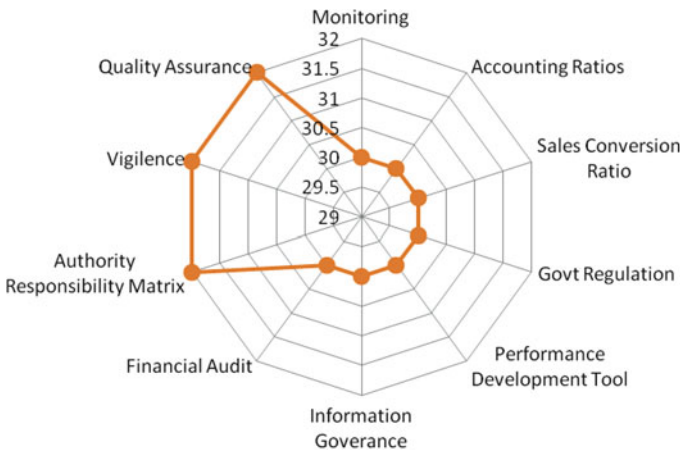 Monitoring
32
Quality Assurance
31.5
Accounting Ratios
31
30.5
Sales Conversion
Ratio
Vigilence
30
29.5
29
Authority
Responsibility Matrix
Govt Regulation
Financial Audit
Performance
Development Tool
Information
Goverance